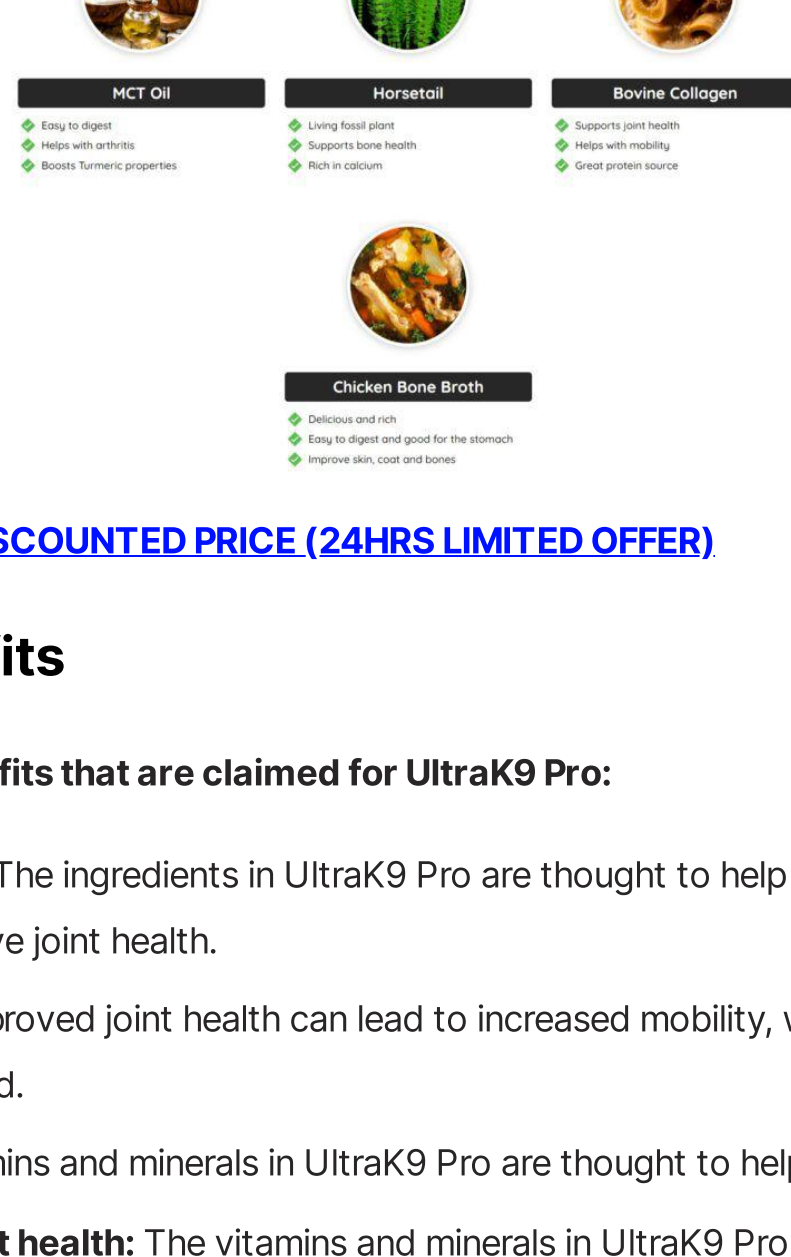 MCT Oil
Easy to digest
Helps with arthritis
Boosts Turmeric properties
Horsetail
Living fossil plant
Supports bone health
Rich in calcium
Bovine Collagen
Supports joint health
Helps with mobility
Great protein source
Chicken Bone Broth
Delicious and rich
Easy to digest and good for the stomach
Improve skin, coat and bones
SCOUNTED PRICE (24HRS LIMITED OFFER)
its
fits that are claimed for UltraK9 Pro:
The ingredients in UltraK9 Pro are thought to help
ve joint health.
proved joint health can lead to increased mobility, w
d.
mins and minerals in UltraK9 Pro are thought to help
t health: The vitamins and minerals in UltraK9 Pro